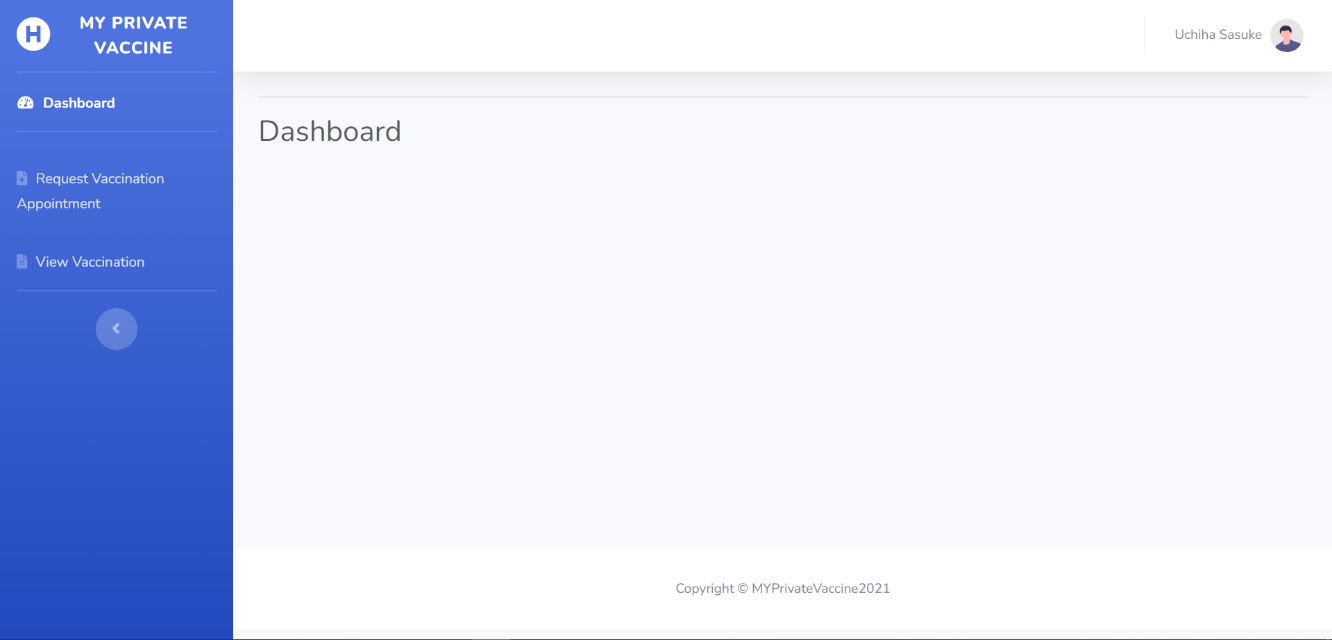 H
MY PRIVATE
VACCINE
Uchiha Sasuke
Dashboard
Dashboard
Request Vaccination
Appointment
View Vaccination
Copyright © MYPrivateVaccine2021